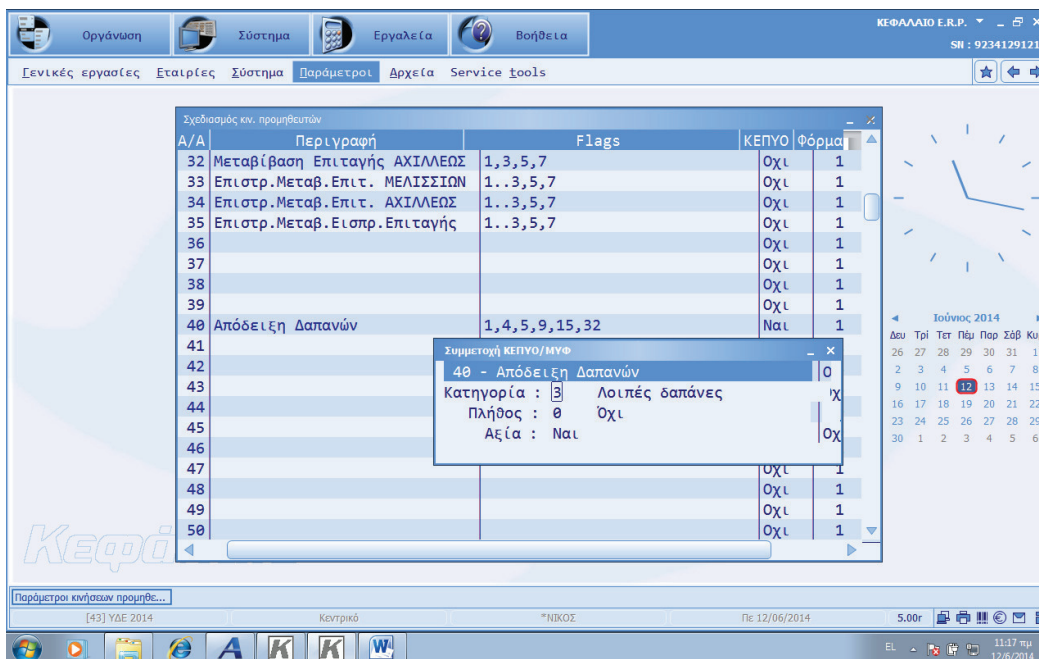 Οργάνωση Σύστημα Εργαλεία Βοήθεια
ΚΕΦΑΛΑΙΟ E.R.P.
SN : 9234129121
Γενικές εργασίες Εταιρίες Σύστημα Παράμετροι Αρχεία Service tools
Σχεδιασμός κιν. προμηθευτών
Α/Α Περιγραφή Flags ΚΕΠΥΟ Φόρμα
32 Μεταβίβαση Επιταγής ΑΧΙΛΛΕΩΣ 1,3,5,7 Οχι 1
33 Επιστρ.Μεταβ.Επιτ. ΜΕΛΙΣΣΙΩΝ 1..3,5,7 Οχι 1
34 Επιστρ.Μεταβ.Επιτ. ΑΧΙΛΛΕΩΣ 1..3,5,7 Οχι 1
35 Επιστρ.Μεταβ.Εισπρ.Επιταγής 1..3,5,7 Οχι 1
36 Οχι 1
37 Οχι 1
38 Οχι 1
39 Οχι 1
40 Απόδειξη Δαπανών 1,4,5,9,15,32 Ναι 1
41
42
43
44
45
46
47 Οχι 1
48 Οχι 1
49 Οχι 1
50 Οχι 1
Συμμετοχή ΚΕΠΥΟ/ΜΥΦ
40 - Απόδειξη Δαπανών
Κατηγορία : 3 Λοιπές δαπάνες
Πλήθος : 0 Όχι
Αξία : Ναι
Ιούνιος 2014
Δευ Τρί Τετ Πέμ Παρ Σάβ Κυ
26 27 28 29 30 31 1
2 3 4 5 6 7 8
9 10 11 12 13 14 15
16 17 18 19 20 21 22
23 24 25 26 27 28 29
30 1 2 3 4 5 6
Παράμετροι κινήσεων προμηθε...
[43] ΥΔΕ 2014 Κεντρικό *ΝΙΚΟΣ Πε 12/06/2014 5.00r
EL 11:17 πμ
12/6/2014